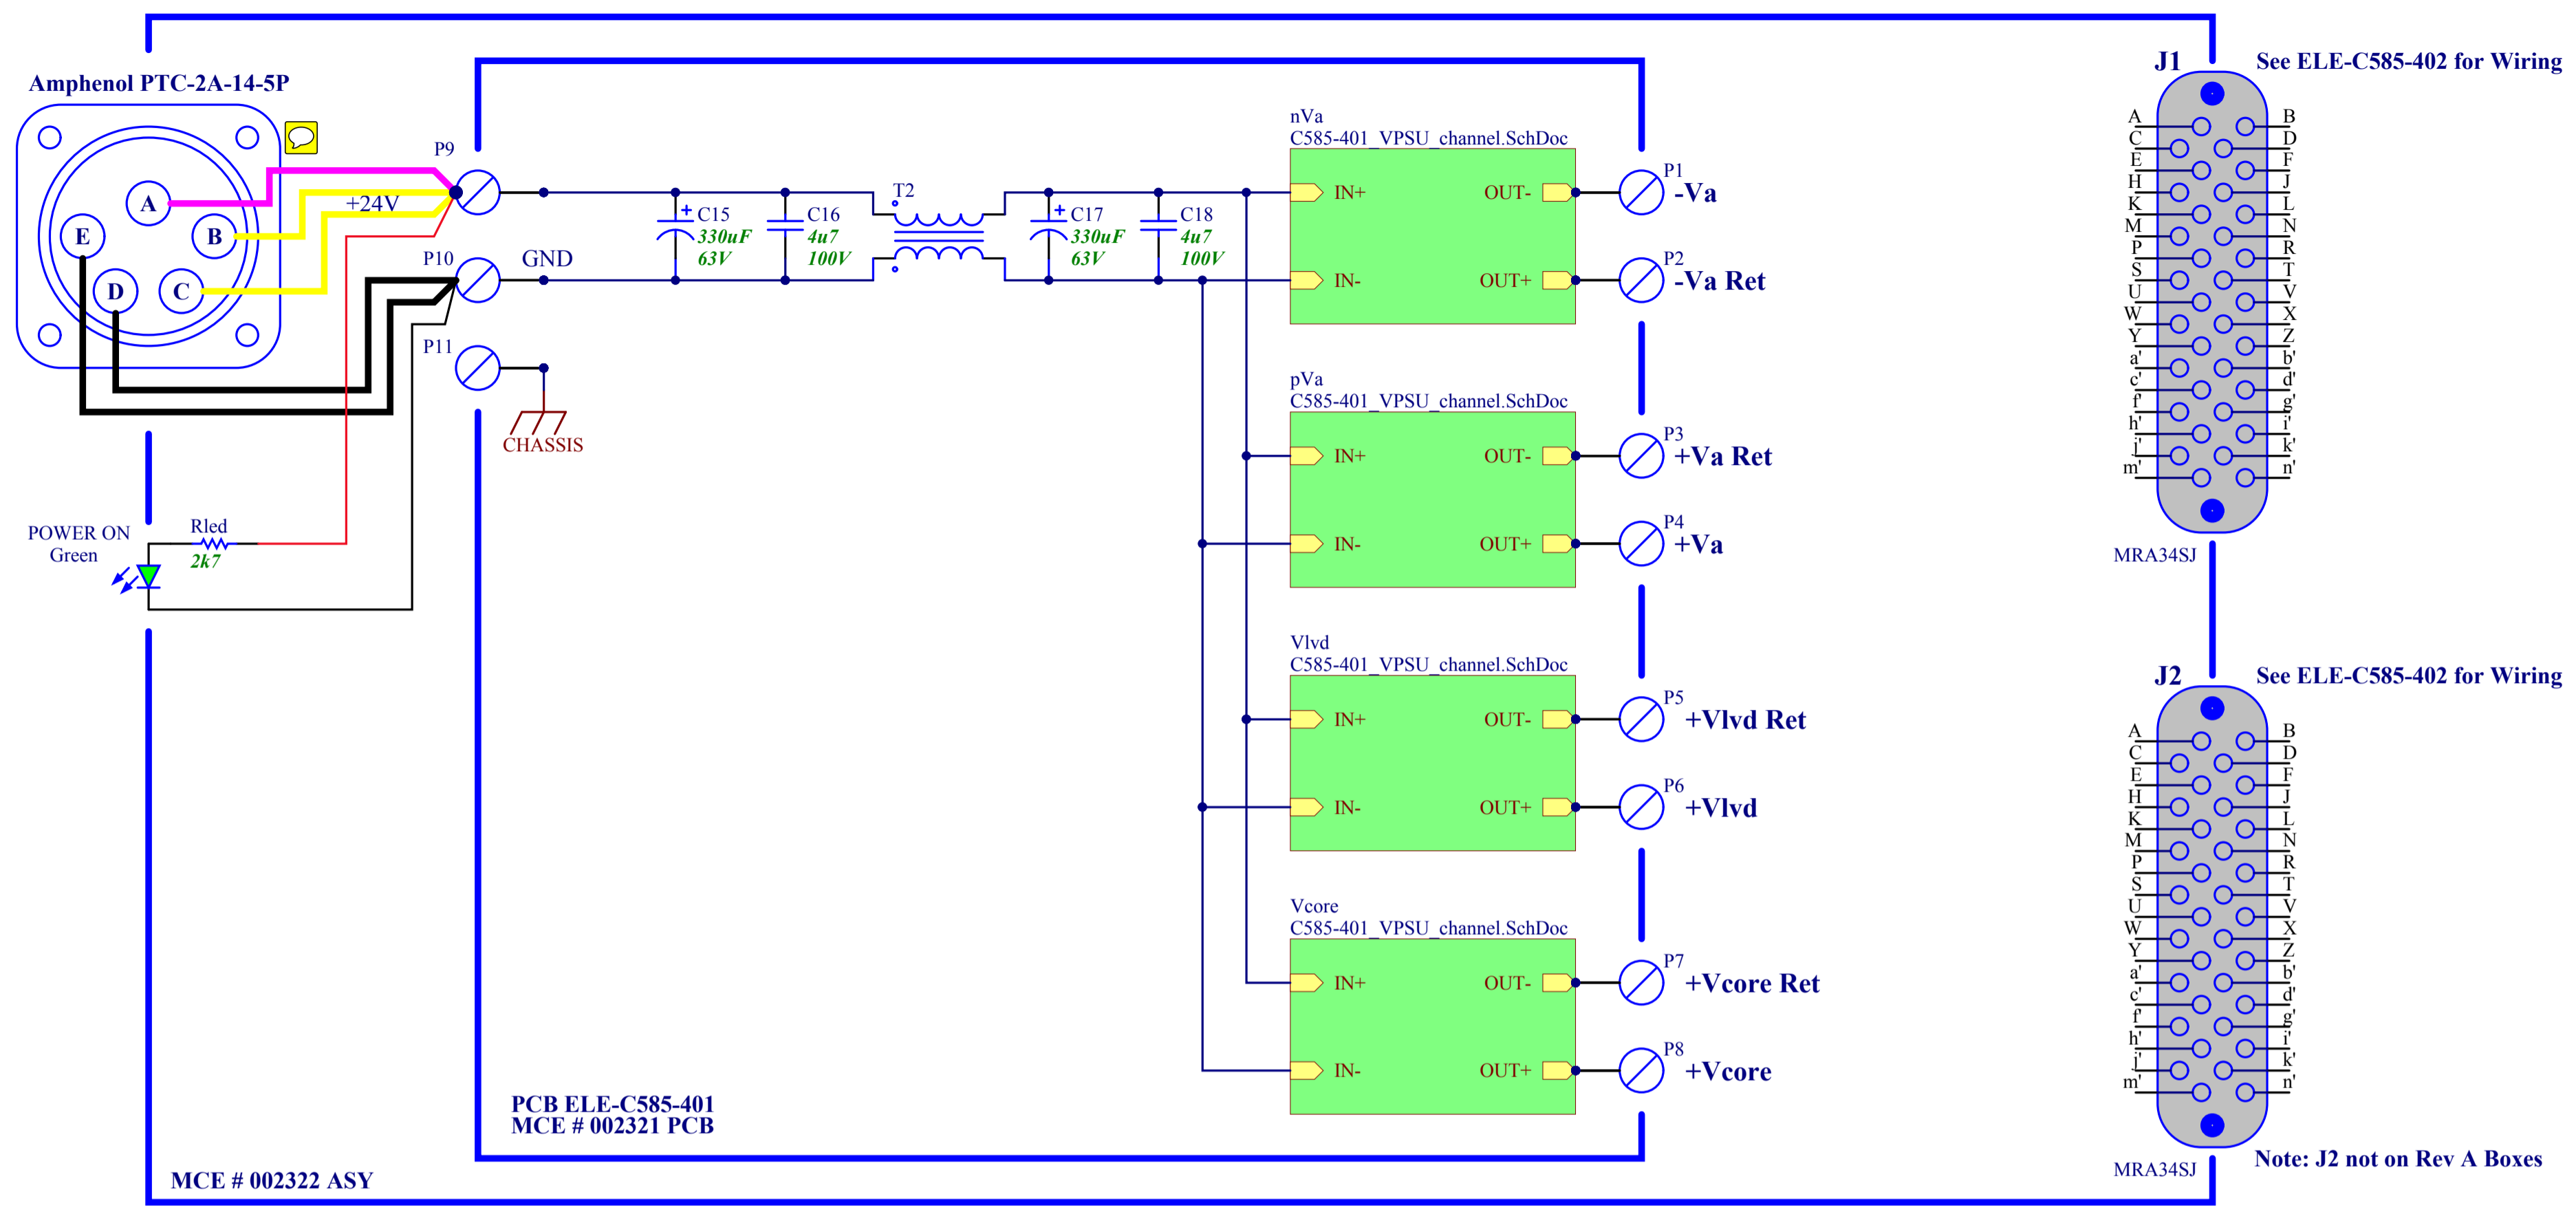 Amphenol PTC-2A-14-5P
A
B
C
D
E
+24V
P9
P10
GND
P11
CHASSIS
POWER ON
Green
Rled
2k7
C15
330uF
63V
C16
4u7
100V
T2
C17
330uF
63V
C18
4u7
100V
nVa
C585-401_VPSU_channel.SchDoc
IN+
OUT-
IN-
OUT+
P1
-Va
P2
-Va Ret
pVa
C585-401_VPSU_channel.SchDoc
IN+
OUT-
IN-
OUT+
P3
+Va Ret
P4
+Va
Vlvd
C585-401_VPSU_channel.SchDoc
IN+
OUT-
IN-
OUT+
P5
+Vlvd Ret
P6
+Vlvd
Vcore
C585-401_VPSU_channel.SchDoc
IN+
OUT-
IN-
OUT+
P7
+Vcore Ret
P8
+Vcore
PCB ELE-C585-401
MCE # 002321 PCB
MCE # 002322 ASY
J1
See ELE-C585-402 for Wiring
A B
C D
E F
H J
K L
M N
P R
S T
U V
W X
Y Z
a' b'
c' d'
f' g'
h' i'
j' k'
m' n'
MRA34SJ
J2
See ELE-C585-402 for Wiring
A B
C D
E F
H J
K L
M N
P R
S T
U V
W X
Y Z
a' b'
c' d'
f' g'
h' i'
j' k'
m' n'
MRA34SJ
Note: J2 not on Rev A Boxes